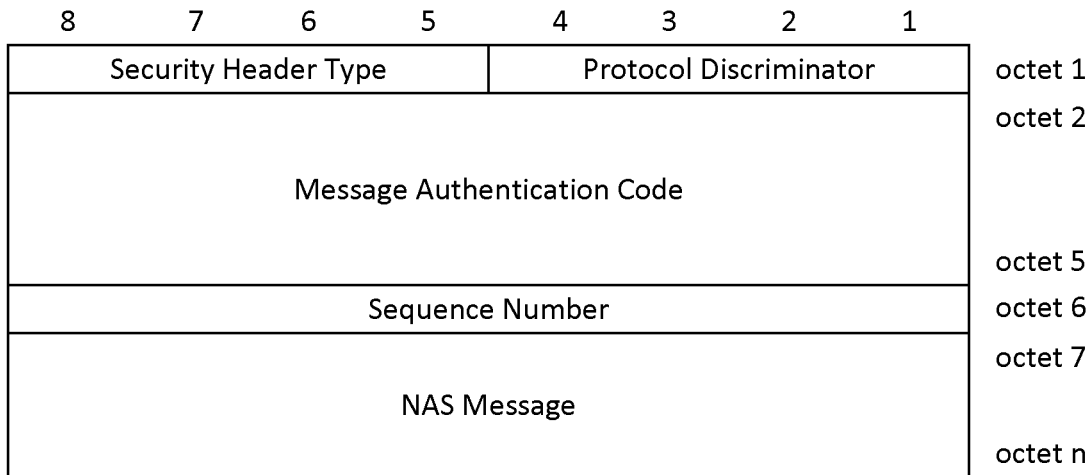 8 7 6 5 4 3 2 1
Security Header Type Protocol Discriminator octet 1
octet 2
Message Authentication Code
octet 5
Sequence Number octet 6
octet 7
NAS Message
octet n